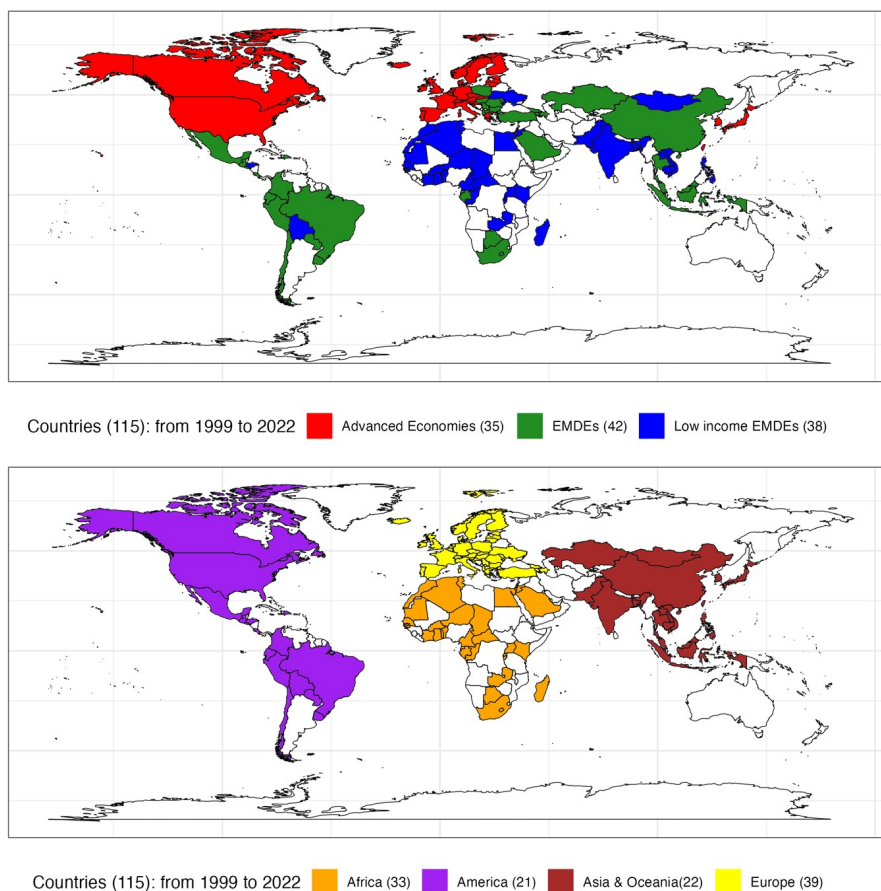 Countries (115): from 1999 to 2022 Advanced Economies (35) EMDEs (42) Low income EMDEs (38)
Countries (115): from 1999 to 2022 Africa (33) America (21) Asia & Oceania(22) Europe (39)